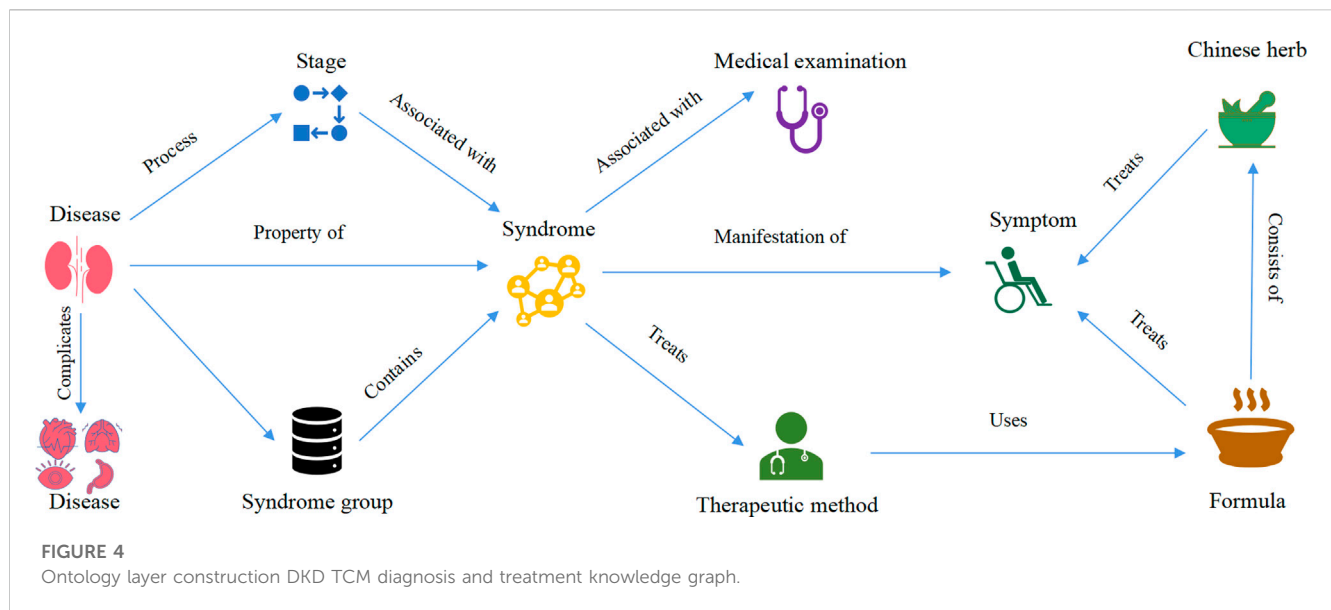 Stage
Medical examination
Chinese herb
Process
Associated with
Associated with
Treats
Disease
Property of
Syndrome
Manifestation of
Symptom
Consists of
Complicates
Contains
Treats
Treats
Uses
Disease
Syndrome group
Therapeutic method
Formula
FIGURE 4
Ontology layer construction DKD TCM diagnosis and treatment knowledge graph.